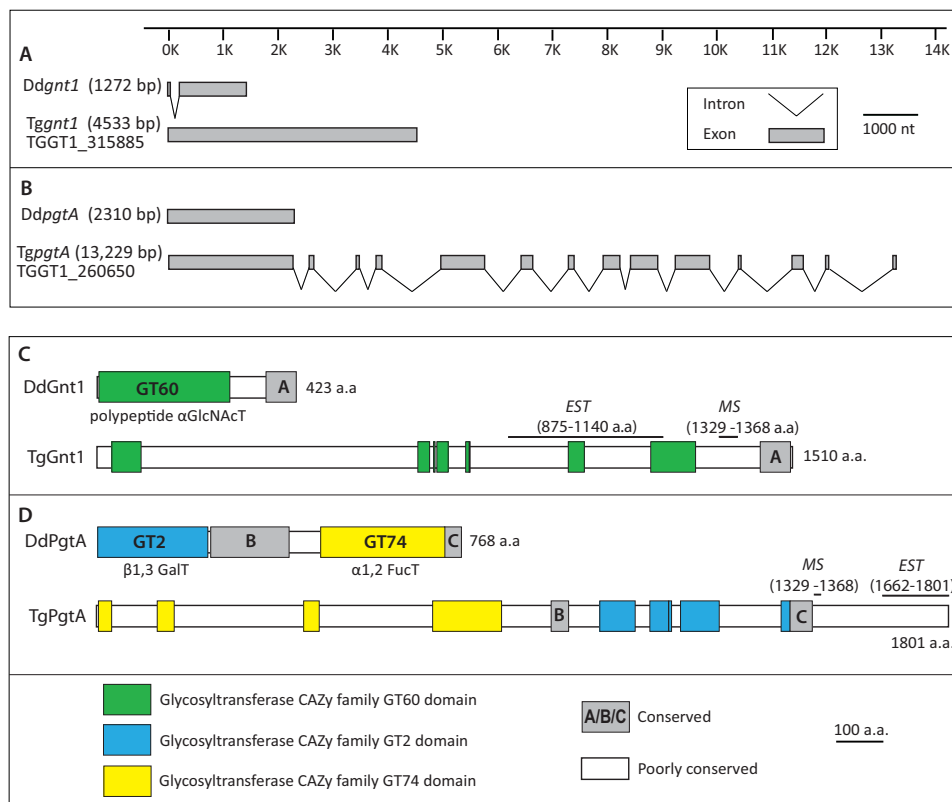 0K 1K 2K 3K 4K 5K 6K 7K 8K 9K 10K 11K 12K 13K 14K
A
Ddgnt1 (1272 bp)
Tggnt1 (4533 bp)
TGGT1_315885
Intron
Exon
1000 nt
B
DdpgtA (2310 bp)
TgpgtA (13,229 bp)
TGGT1_260650
C
DdGnt1 GT60 A 423 a.a
polypeptide αGlcNAcT
EST MS
(875-1140 a.a) (1329 -1368 a.a)
TgGnt1 A 1510 a.a.
D
DdPgtA GT2 B GT74 C 768 a.a
β1,3 GalT α1,2 FucT
MS EST
(1329 -1368) (1662-1801)
TgPgtA B C
1801 a.a.
Glycosyltransferase CAZy family GT60 domain
Glycosyltransferase CAZy family GT2 domain
Glycosyltransferase CAZy family GT74 domain
A/B/C Conserved
Poorly conserved
100 a.a.